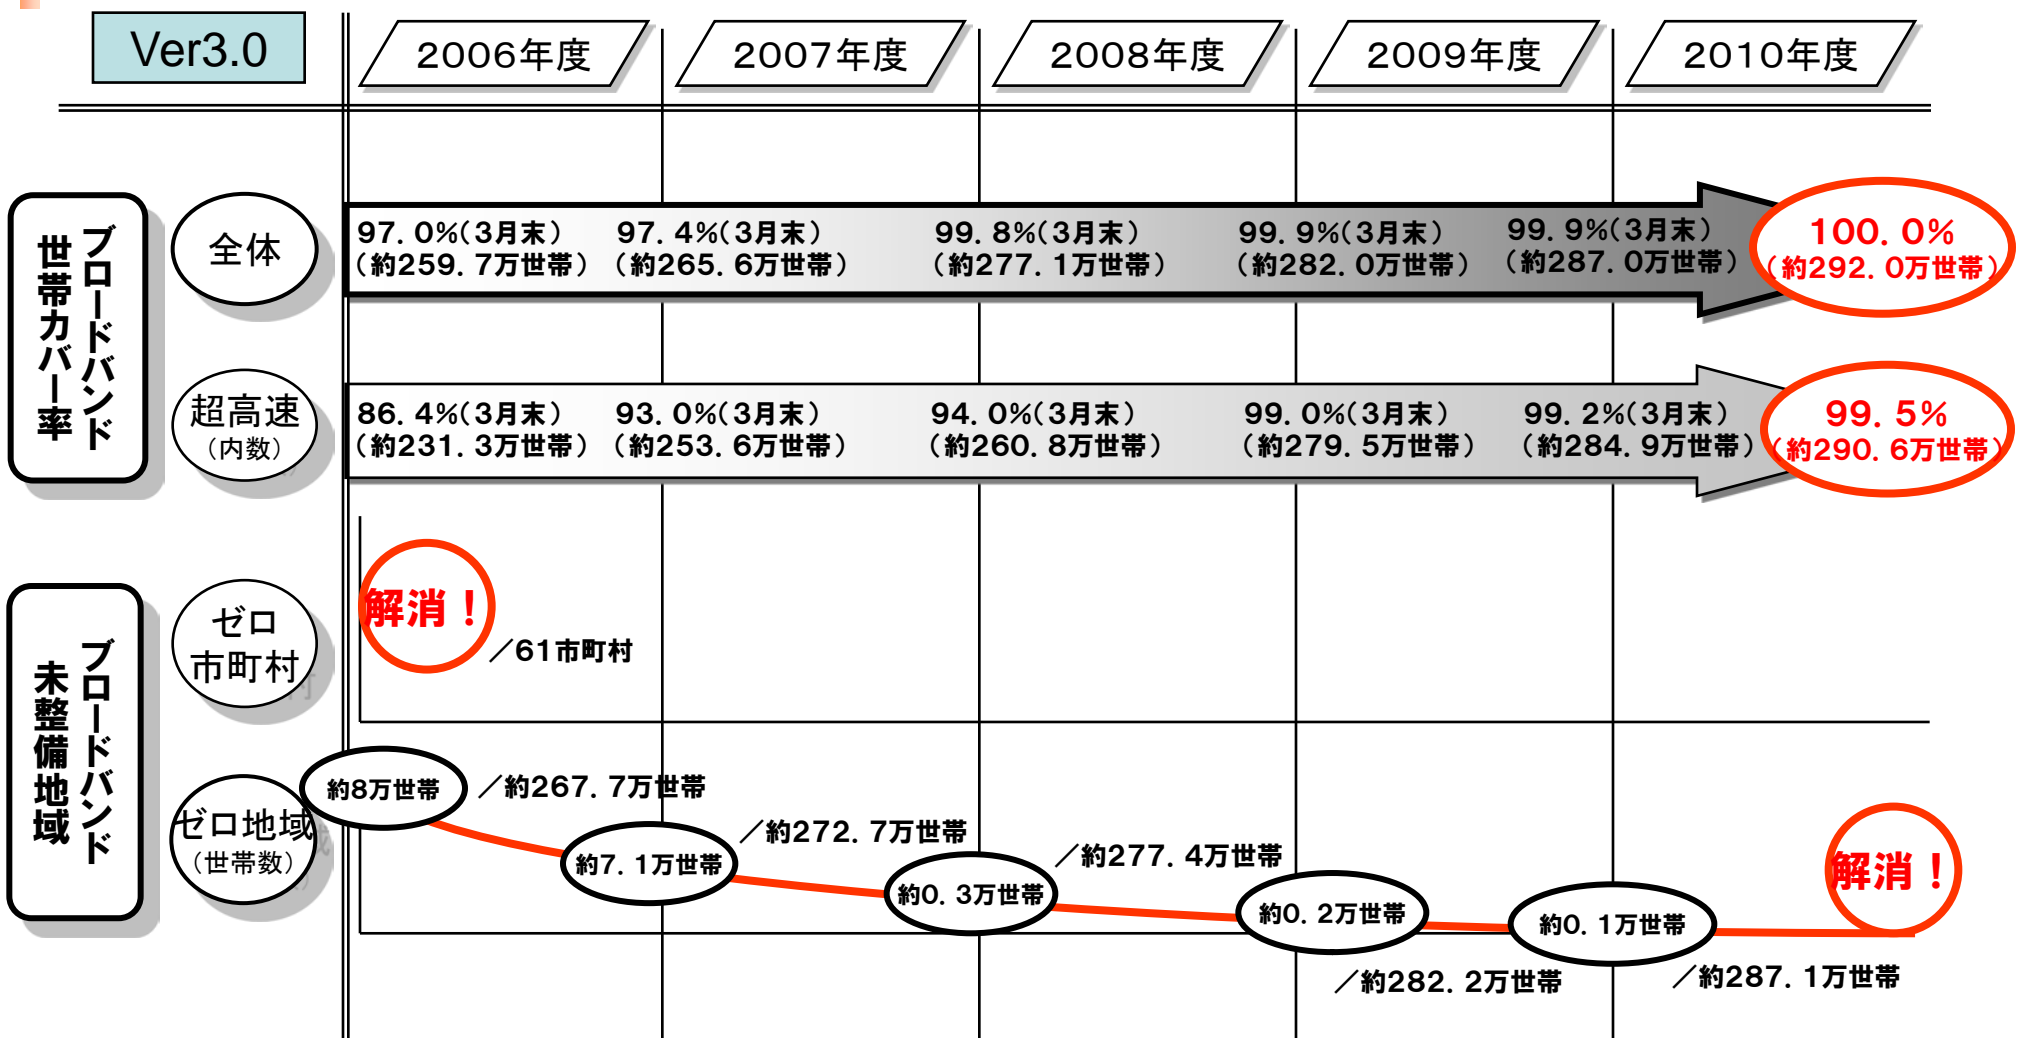 Ver3.0
2006年度
2007年度
2008年度
2009年度
2010年度
ブロードバンド
世帯カバー率
全体
97.0%(3月末)
(約259.7万世帯)
97.4%(3月末)
(約265.6万世帯)
99.8%(3月末)
(約277.1万世帯)
99.9%(3月末)
(約282.0万世帯)
99.9%(3月末)
(約287.0万世帯)
100.0%
(約292.0万世帯)
超高速
(内数)
86.4%(3月末)
(約231.3万世帯)
93.0%(3月末)
(約253.6万世帯)
94.0%(3月末)
(約260.8万世帯)
99.0%(3月末)
(約279.5万世帯)
99.2%(3月末)
(約284.9万世帯)
99.5%
(約290.6万世帯)
ブロードバンド
未整備地域
ゼロ
市町村
解消!
/61市町村
ゼロ地域
(世帯数)
約8万世帯
/約267.7万世帯
約7.1万世帯
/約272.7万世帯
約0.3万世帯
/約277.4万世帯
約0.2万世帯
/約282.2万世帯
約0.1万世帯
/約287.1万世帯
解消!